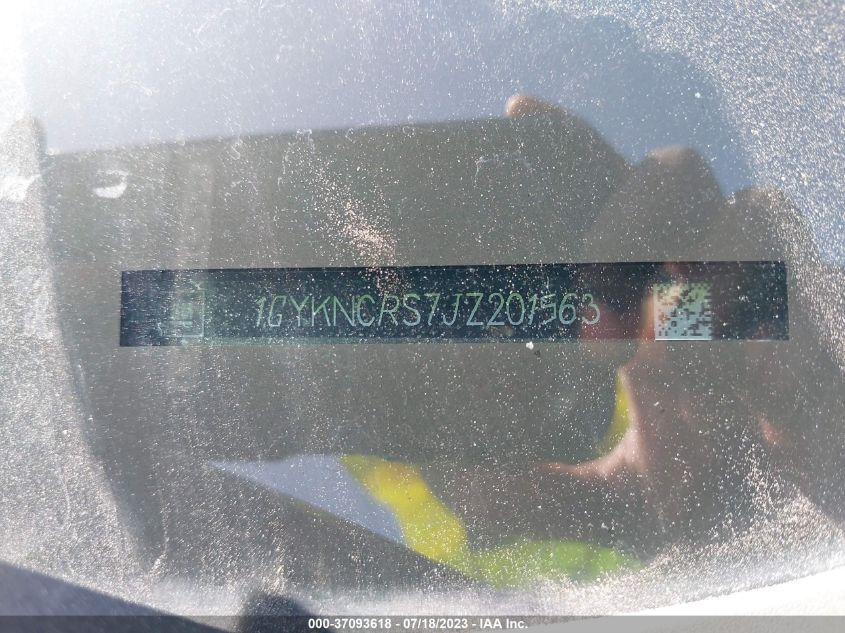 1GYKNCRS7JZ201563
000-37093618 - 07/18/2023 - IAA Inc.